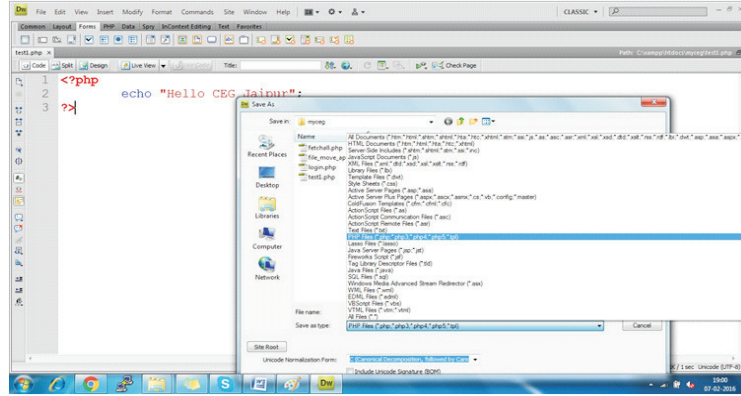 Dw File Edit View Insert Modify Format Commands Site Window Help CLASSIC
Common Layout Forms PHP Data Spry InContext Editing Text Favorites
test1.php × Path: C:\xampp\htdocs\myceg\test1.php
Code Split Design Live View Title: Check Page
1 <?php
2 echo "Hello CEG Jaipur";
3 ?>
Save As
Save in: myceg
Name
Recent Places
Desktop
Libraries
Computer
Network
fetchall.php
file_move_ap
login.php
test1.php
All Documents
HTML Documents (*.htm;*.html;*.hta;*.htc;*.xhtml)
Server-Side Includes (*.shtm;*.shtml;*.stm;*.ssi;*.inc)
JavaScript Documents (*.js)
XML Files (*.xml;*.dtd;*.xsd;*.xsl;*.xslt;*.rss;*.rdf)
Library Files (*.lbi)
Template Files (*.dwt)
Style Sheets (*.css)
Active Server Pages (*.asp;*.asa)
Active Server Plus Pages (*.aspx;*.ascx;*.asmx;*.cs;*.vb;*.config;*.master)
ColdFusion Templates (*.cfm;*.cfml;*.cfc)
ActionScript Files (*.as)
ActionScript Communication Files (*.asc)
ActionScript Remote Files (*.asr)
Text Files (*.txt)
PHP Files (*.php;*.php3;*.php4;*.php5;*.tpl)
Lasso Files (*.lasso)
Java Server Pages (*.jsp;*.jst)
Fireworks Script (*.jsf)
Tag Library Descriptor Files (*.tld)
Java Files (*.java)
SQL Files (*.sql)
Windows Media Advanced Stream Redirector (*.asx)
WML Files (*.wml)
EDML Files (*.edml)
VBScript Files (*.vbs)
VTML Files (*.vtm;*.vtml)
All Files (*.*)
File name:
Save as type: PHP Files (*.php;*.php3;*.php4;*.php5;*.tpl) Cancel
Site Root
Unicode Normalization Form: C (Canonical Decomposition, followed by Cano
Include Unicode Signature (BOM)
K / 1 sec Unicode (UTF-8)
Dw
19:00
07-02-2016